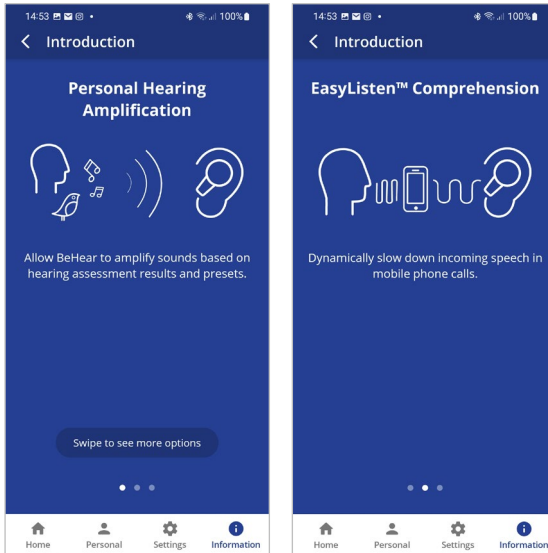 14:53
100%
Introduction
Personal Hearing
Amplification
Allow BeHear to amplify sounds based on
hearing assessment results and presets.
Swipe to see more options
Home Personal Settings Information
14:53
100%
Introduction
EasyListen™ Comprehension
Dynamically slow down incoming speech in
mobile phone calls.
Home Personal Settings Information